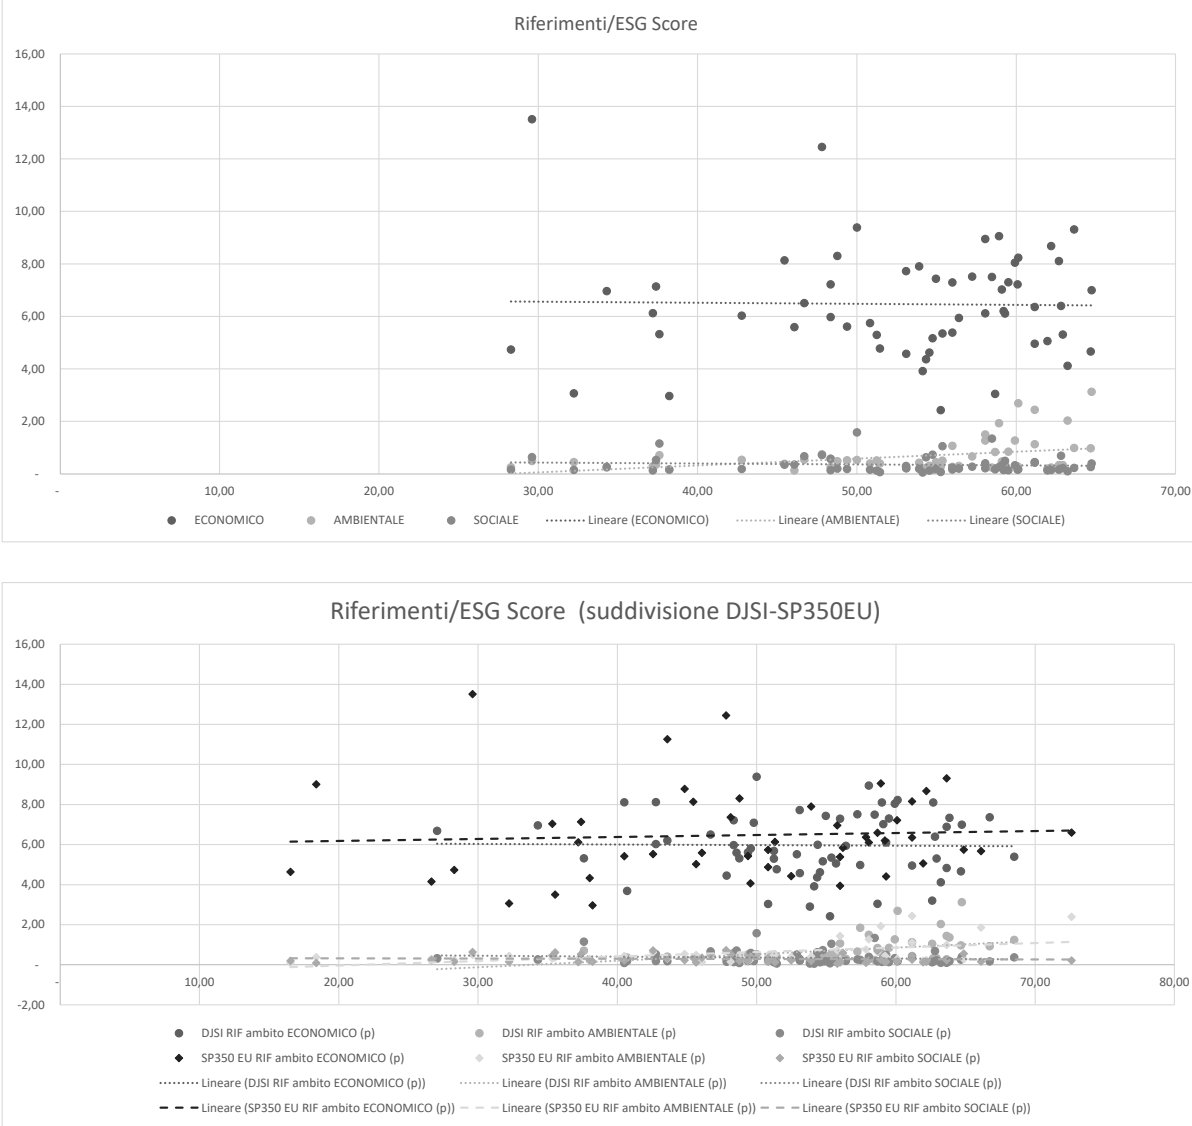 Riferimenti/ESG Score
16,00
14,00
12,00
10,00
8,00
6,00
4,00
2,00
-
- 10,00 20,00 30,00 40,00 50,00 60,00 70,00
ECONOMICO AMBIENTALE SOCIALE Lineare (ECONOMICO) Lineare (AMBIENTALE) Lineare (SOCIALE)
Riferimenti/ESG Score (suddivisione DJSI-SP350EU)
16,00
14,00
12,00
10,00
8,00
6,00
4,00
2,00
-
- 10,00 20,00 30,00 40,00 50,00 60,00 70,00 80,00
-2,00
DJSI RIF ambito ECONOMICO (p) DJSI RIF ambito AMBIENTALE (p) DJSI RIF ambito SOCIALE (p)
SP350 EU RIF ambito ECONOMICO (p) SP350 EU RIF ambito AMBIENTALE (p) SP350 EU RIF ambito SOCIALE (p)
Lineare (DJSI RIF ambito ECONOMICO (p)) Lineare (DJSI RIF ambito AMBIENTALE (p)) Lineare (DJSI RIF ambito SOCIALE (p))
Lineare (SP350 EU RIF ambito ECONOMICO (p)) Lineare (SP350 EU RIF ambito AMBIENTALE (p)) Lineare (SP350 EU RIF ambito SOCIALE (p))